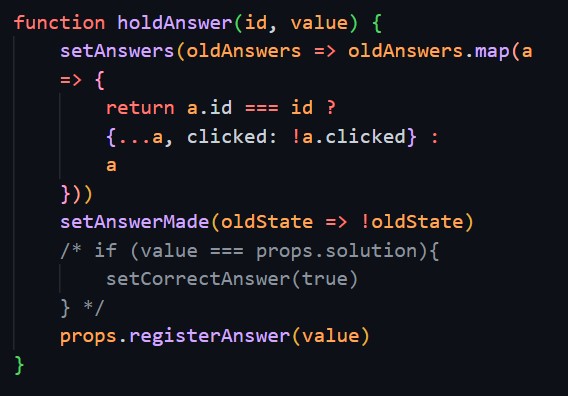 function holdAnswer(id, value) {
setAnswers(oldAnswers => oldAnswers.map(a
=> {
return a.id === id ?
{...a, clicked: !a.clicked} :
a
}))
setAnswerMade(oldState => !oldState)
/* if (value === props.solution){
setCorrectAnswer(true)
} */
props.registerAnswer(value)
}